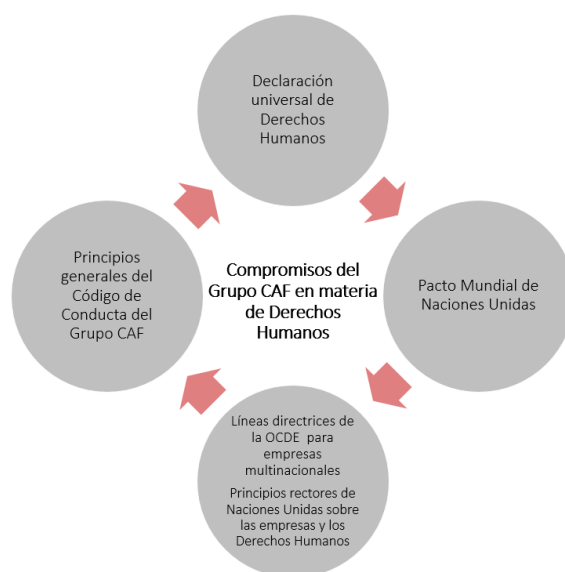 Declaración
universal de
Derechos
Humanos
Principios
generales del
Código de
Conducta del
Grupo CAF
Compromisos del
Grupo CAF en materia
de Derechos
Humanos
Pacto Mundial de
Naciones Unidas
Líneas directrices de
la OCDE para
empresas
multinacionales
Principios rectores de
Naciones Unidas sobre
las empresas y los
Derechos Humanos